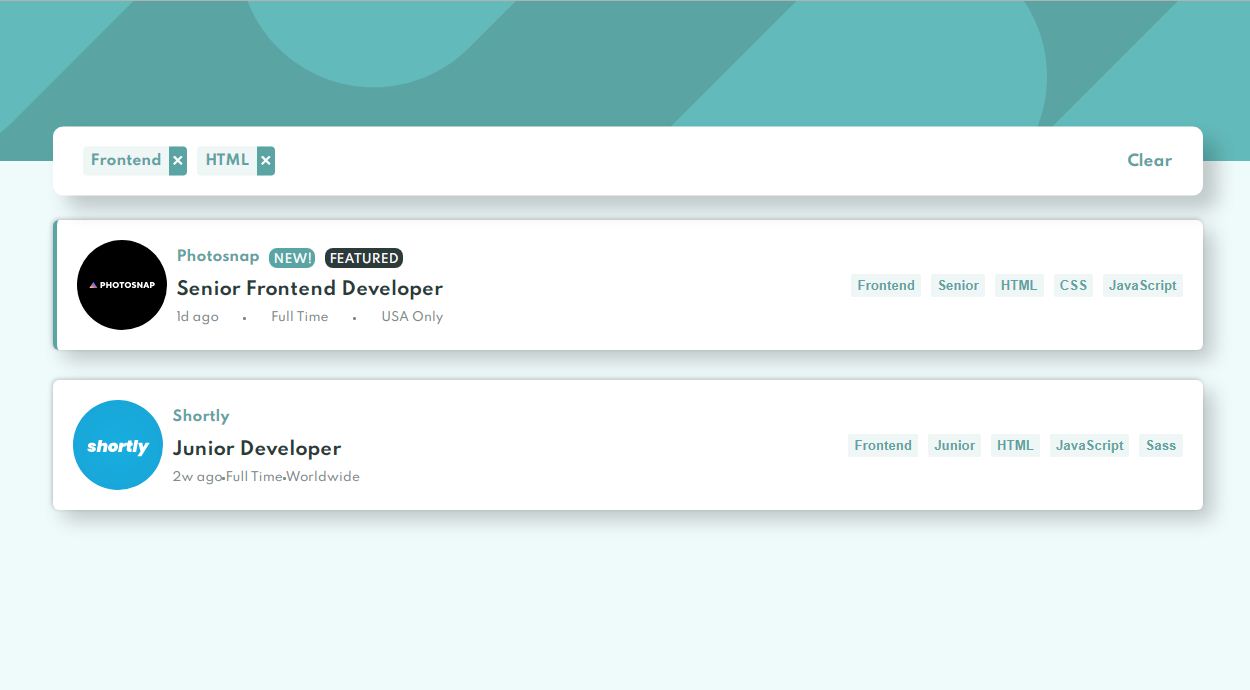 Frontend × HTML × Clear
Photosnap NEW! FEATURED
PHOTOSNAP
Senior Frontend Developer
1d ago • Full Time • USA Only
Frontend Senior HTML CSS JavaScript
Shortly
shortly
Junior Developer
2w ago•Full Time•Worldwide
Frontend Junior HTML JavaScript Sass